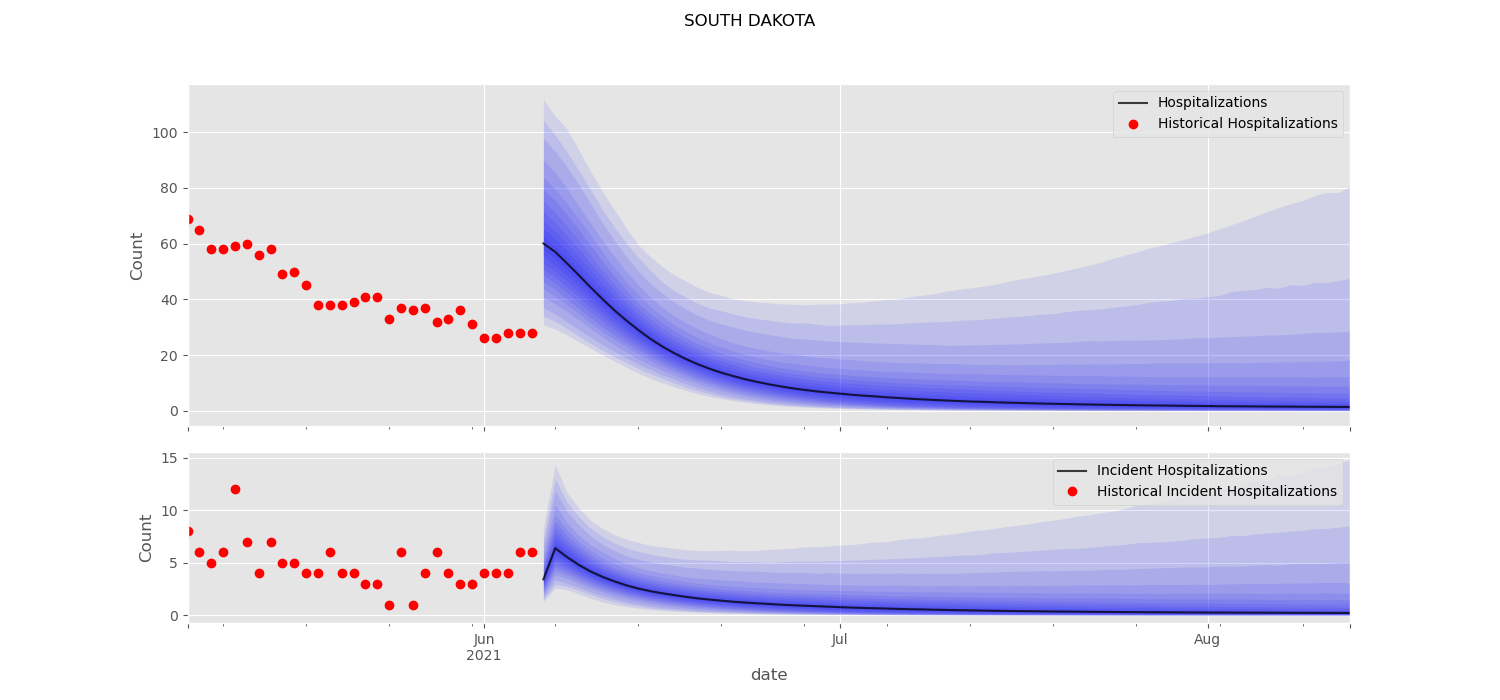 SOUTH DAKOTA
Hospitalizations
Historical Hospitalizations
100
80
60
40
20
0
Count
Incident Hospitalizations
Historical Incident Hospitalizations
15
10
5
0
Count
Jun Jul Aug
2021
date